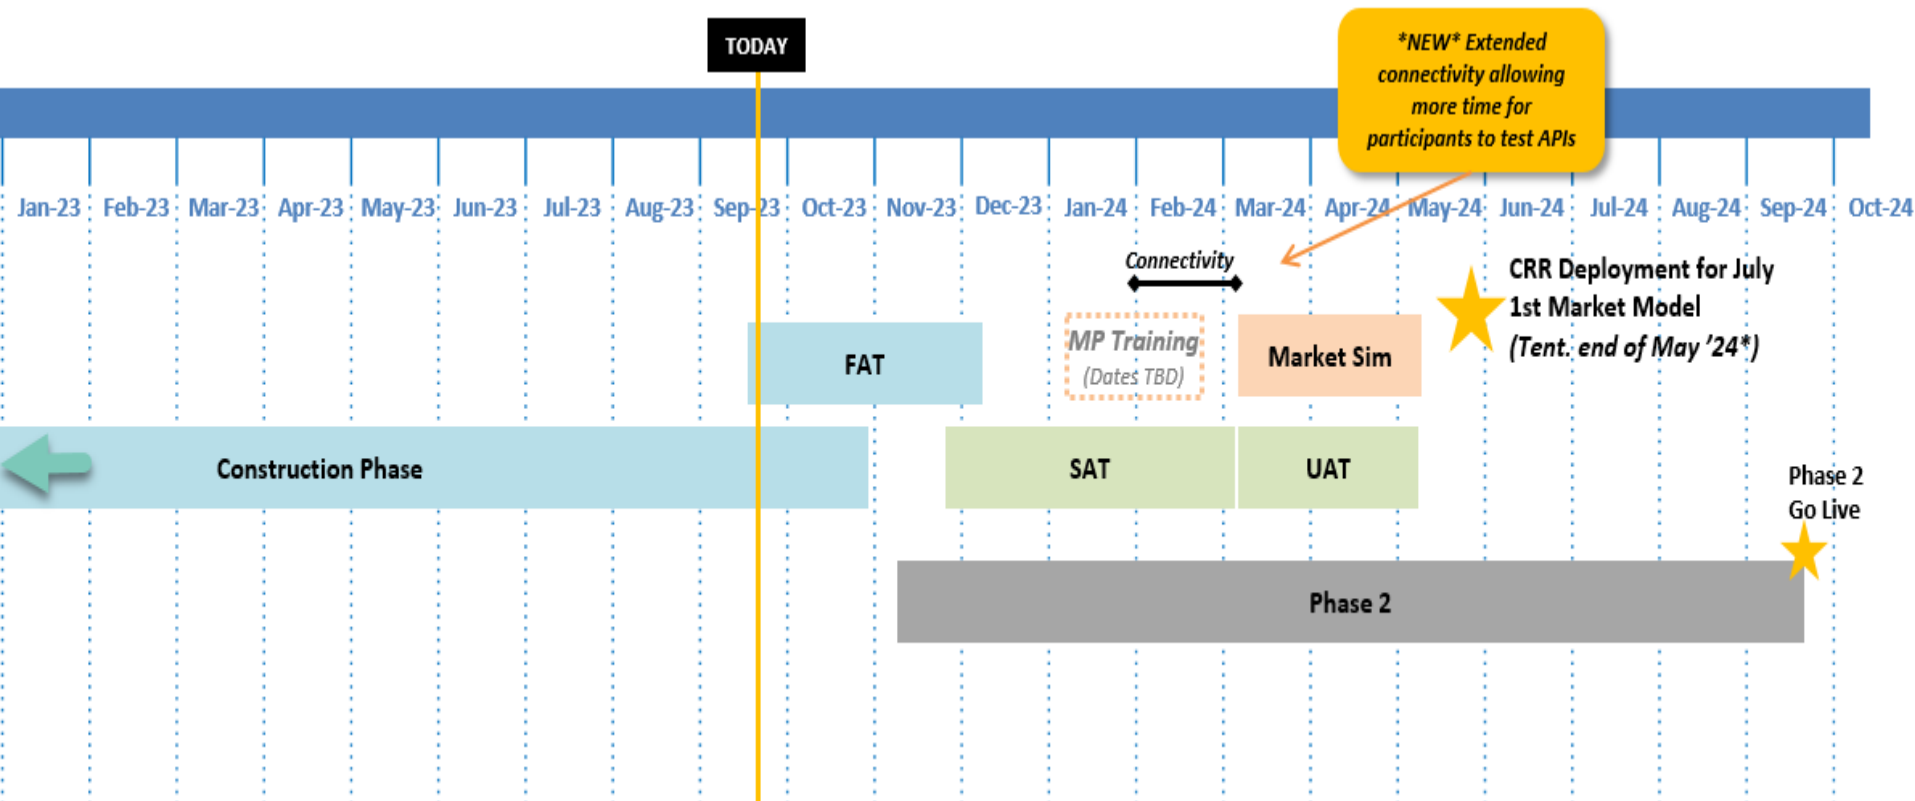 TODAY
*NEW* Extended
connectivity allowing
more time for
participants to test APIs
Jan-23 Feb-23 Mar-23 Apr-23 May-23 Jun-23 Jul-23 Aug-23 Sep-23 Oct-23 Nov-23 Dec-23 Jan-24 Feb-24 Mar-24 Apr-24 May-24 Jun-24 Jul-24 Aug-24 Sep-24 Oct-24
Connectivity
CRR Deployment for July
1st Market Model
(Tent. end of May ’24*)
FAT
MP Training
(Dates TBD)
Market Sim
Construction Phase
SAT
UAT
Phase 2
Go Live
Phase 2